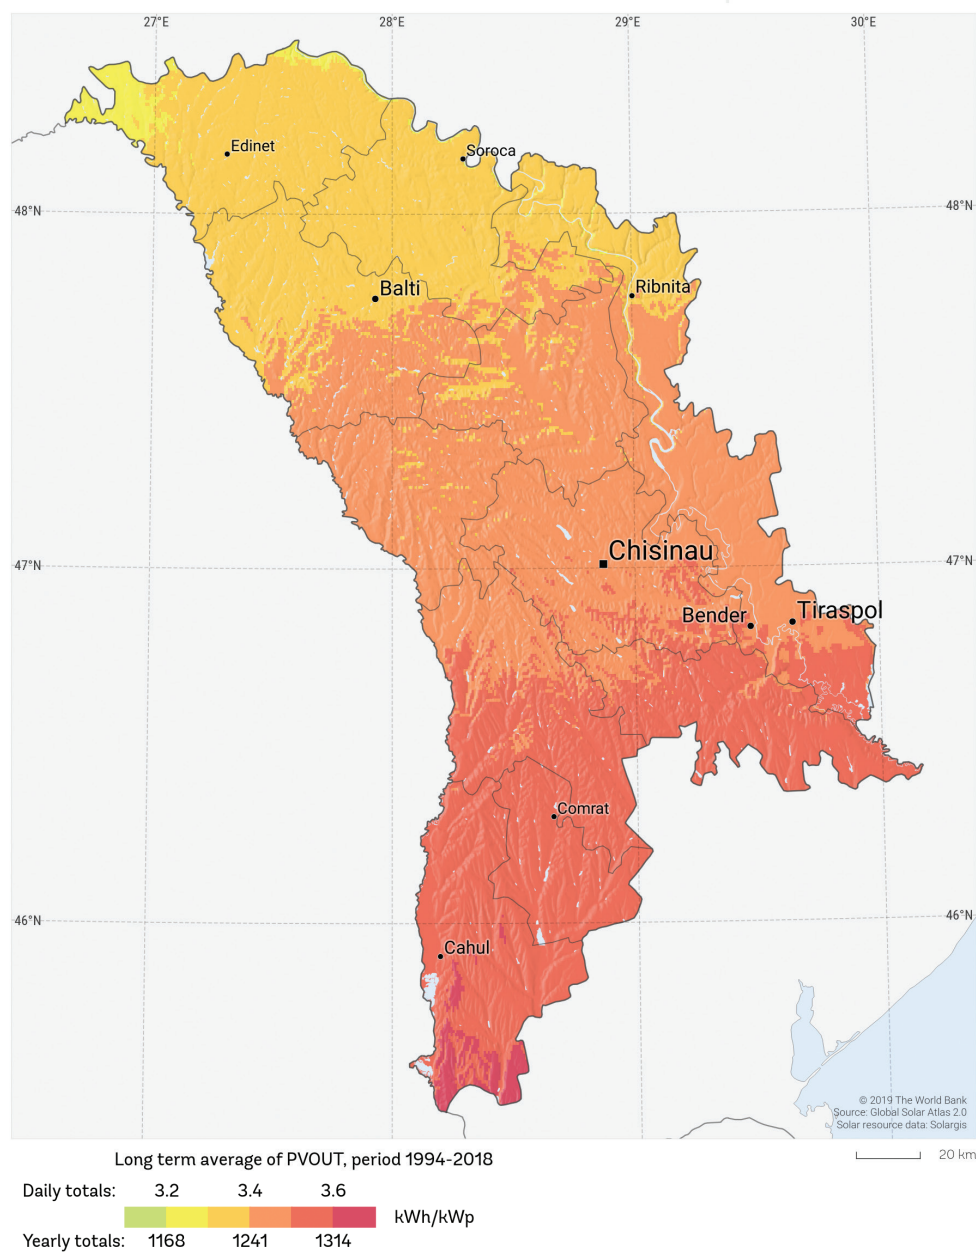 27°E 28°E 29°E 30°E
Edinet
Soroca
48°N 48°N
Balti
Ribnita
Chisinau
47°N 47°N
Bender
Tiraspol
Comrat
46°N 46°N
Cahul
© 2019 The World Bank
Source: Global Solar Atlas 2.0
Solar resource data: Solargis
20 km
Long term average of PVOUT, period 1994-2018
Daily totals: 3.2 3.4 3.6
kWh/kWp
Yearly totals: 1168 1241 1314